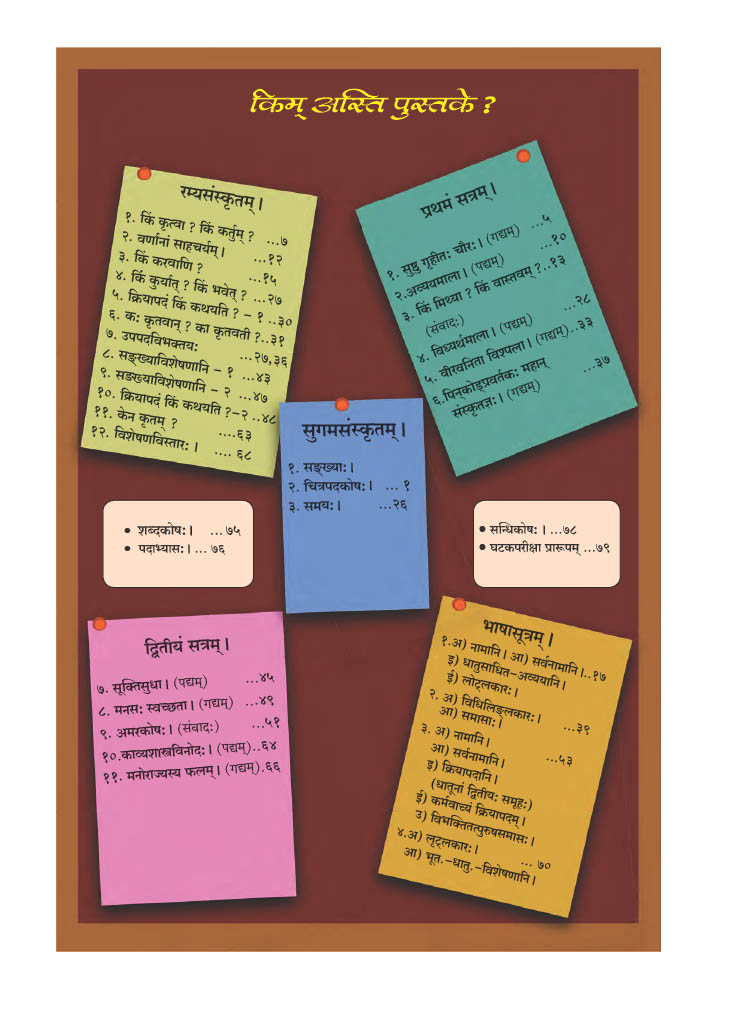 किम् अस्ति पुस्तके ?
रम्यसंस्कृतम्।
१. किं कृत्वा ? किं कर्तुम् ? ...७
२. वर्णानां साहचर्यम्। ...१२
३. किं करवाणि ? ...१५
४. किं कुर्यात् ? किं भवेत् ? ...२७
५. क्रियापदं किं कथयति ? – १ ..३०
६. कः कृतवान् ? का कृतवती ?..३१
७. उपपदविभक्तयः ...२७,३६
८. सङ्ख्याविशेषणानि – १ ...४३
९. सङख्याविशेषणानि – २ ...४७
१०. क्रियापदं किं कथयति ?–२ ..४८
११. केन कृतम् ? ....६३
१२. विशेषणविस्तारः। .... ६८
प्रथमं सत्रम्।
१. सुष्ठु गृहीतः चौरः। (गद्यम्) ...५
२.अव्ययमाला। (पद्यम्) ...१०
३. किं मिथ्या ? किं वास्तवम् ?..१३
(संवादः)
४. विध्यर्थमाला। (पद्यम्) ...२८
५. वीरवनिता विश्पला। (गद्यम्)..३३
६.पिनकोड्प्रवर्तकः महान् ...३७
संस्कृतज्ञः। (गद्यम्)
सुगमसंस्कृतम्।
१. सङ्ख्याः।
२. चित्रपदकोषः। ... १
३. समयः। ...२६
• शब्दकोषः। ... ७५
• पदाभ्यासः। ... ७६
• सन्धिकोषः। ...७८
• घटकपरीक्षा प्रारूपम् ...७९
द्वितीयं सत्रम्।
७. सूक्तिसुधा। (पद्यम्) ...४५
८. मनसः स्वच्छता। (गद्यम्) ...४९
९. अमरकोषः। (संवादः) ...५१
१०.काव्यशास्त्रविनोदः। (पद्यम्)..६४
११. मनोराज्यस्य फलम्। (गद्यम्).६६
भाषासूत्रम्।
१.अ) नामानि। आ) सर्वनामानि।..१७
इ) धातुसाधित–अव्ययानि।
ई) लोट्लकारः।
२. अ) विधिलिङ्लकारः। ...३९
आ) समासाः।
३. अ) नामानि।
आ) सर्वनामानि। ...५३
इ) क्रियापदानि।
(धातूनां द्वितीयः समूहः)
ई) कर्मवाच्यं क्रियापदम्।
उ) विभक्तितत्पुरुषसमासः।
४.अ) लृट्लकारः। ... ७०
आ) भूत.–धातु.–विशेषणानि।